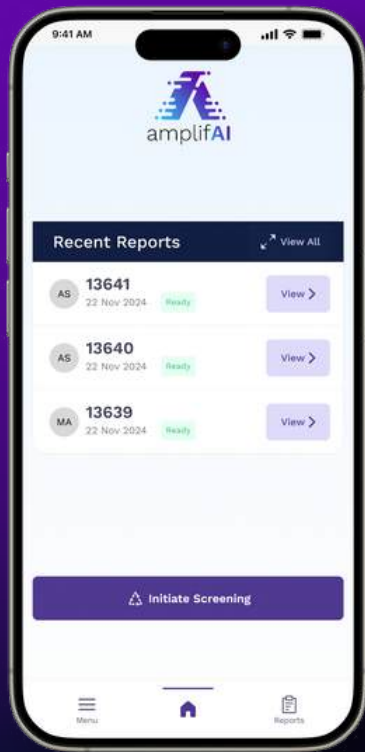 9:41 AM
amplifAI
Recent Reports
View All
AS
13641
22 Nov 2024
Ready
View
AS
13640
22 Nov 2024
Ready
View
MA
13639
22 Nov 2024
Ready
View
Initiate Screening
Menu
Reports